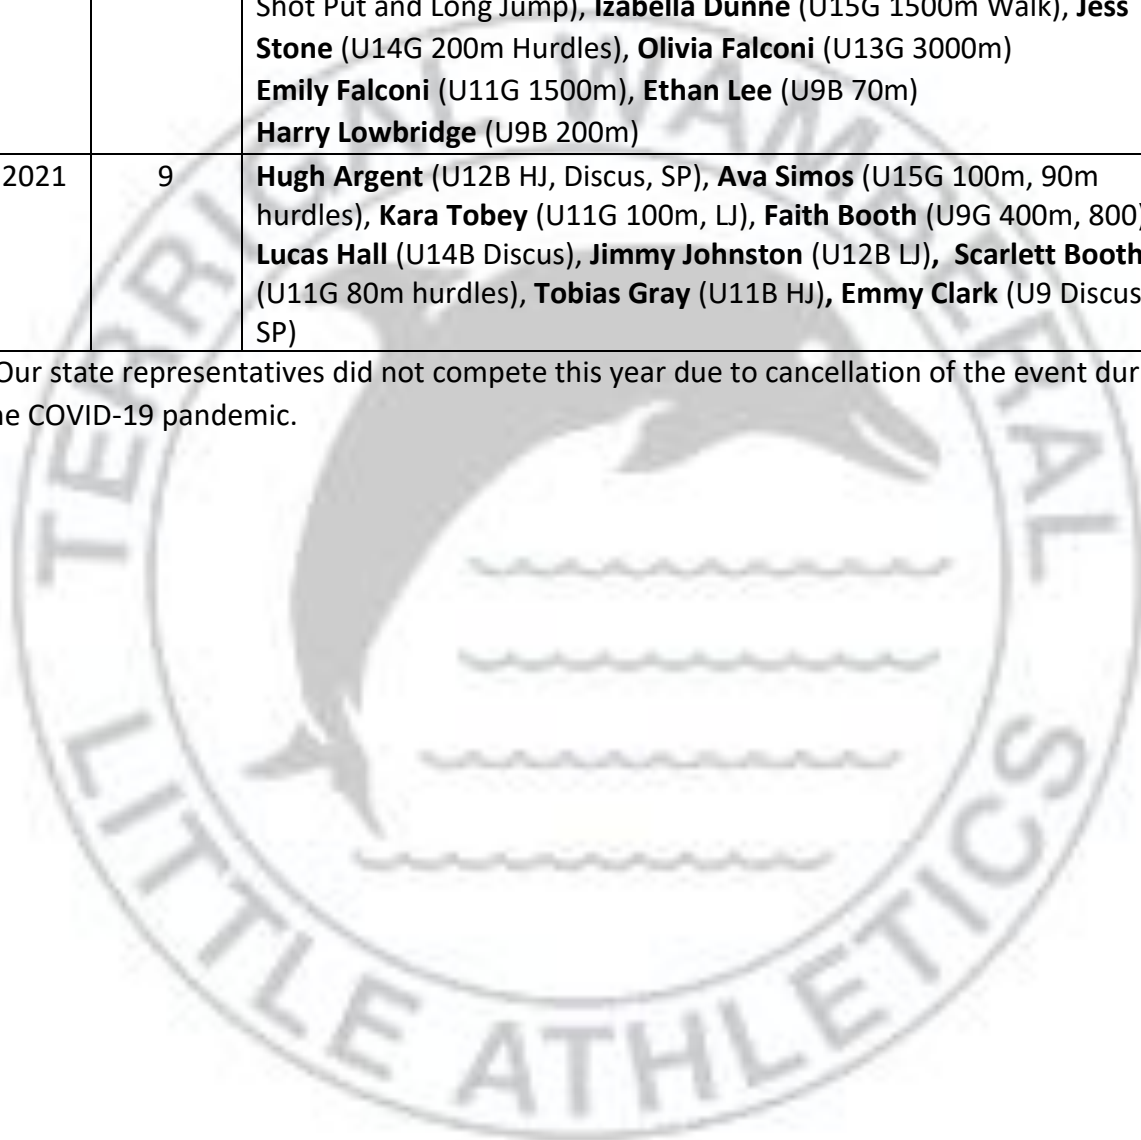 Shot Put and Long Jump), Izabella Dunne (U15G 1500m Walk), Jess
Stone (U14G 200m Hurdles), Olivia Falconi (U13G 3000m)
Emily Falconi (U11G 1500m), Ethan Lee (U9B 70m)
Harry Lowbridge (U9B 200m)
2021 9 Hugh Argent (U12B HJ, Discus, SP), Ava Simos (U15G 100m, 90m
hurdles), Kara Tobey (U11G 100m, LJ), Faith Booth (U9G 400m, 800)
Lucas Hall (U14B Discus), Jimmy Johnston (U12B LJ), Scarlett Booth
(U11G 80m hurdles), Tobias Gray (U11B HJ), Emmy Clark (U9 Discus
SP)
Our state representatives did not compete this year due to cancellation of the event dur
he COVID-19 pandemic.
TERRIGAL WAMBERAL
LITTLE ATHLETICS